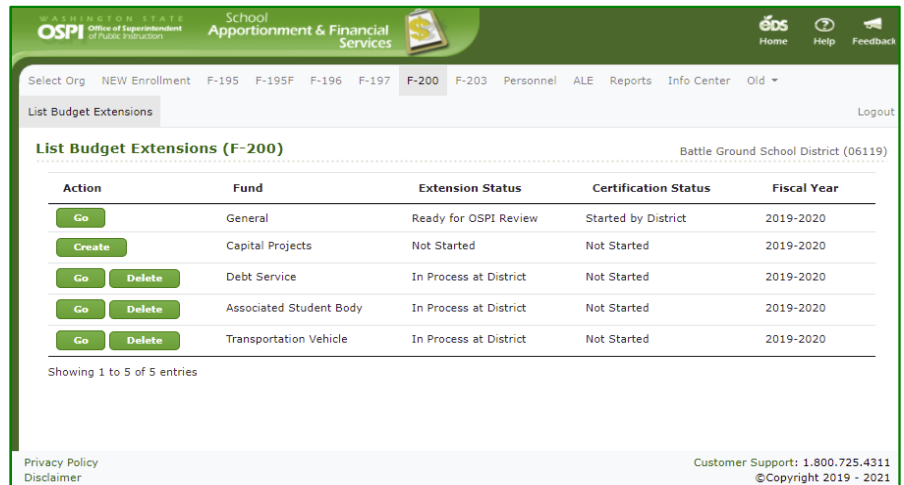 WASHINGTON STATE
OSPI Office of Superintendent of Public Instruction
School
Apportionment & Financial
Services
eds
Home Help Feedback
Select Org NEW Enrollment F-195 F-195F F-196 F-197 F-200 F-203 Personnel ALE Reports Info Center Old
List Budget Extensions Logout
List Budget Extensions (F-200) Battle Ground School District (06119)
Action Fund Extension Status Certification Status Fiscal Year
Go General Ready for OSPI Review Started by District 2019-2020
Create Capital Projects Not Started Not Started 2019-2020
Go Delete Debt Service In Process at District Not Started 2019-2020
Go Delete Associated Student Body In Process at District Not Started 2019-2020
Go Delete Transportation Vehicle In Process at District Not Started 2019-2020
Showing 1 to 5 of 5 entries
Privacy Policy Customer Support: 1.800.725.4311
Disclaimer ©Copyright 2019 - 2021